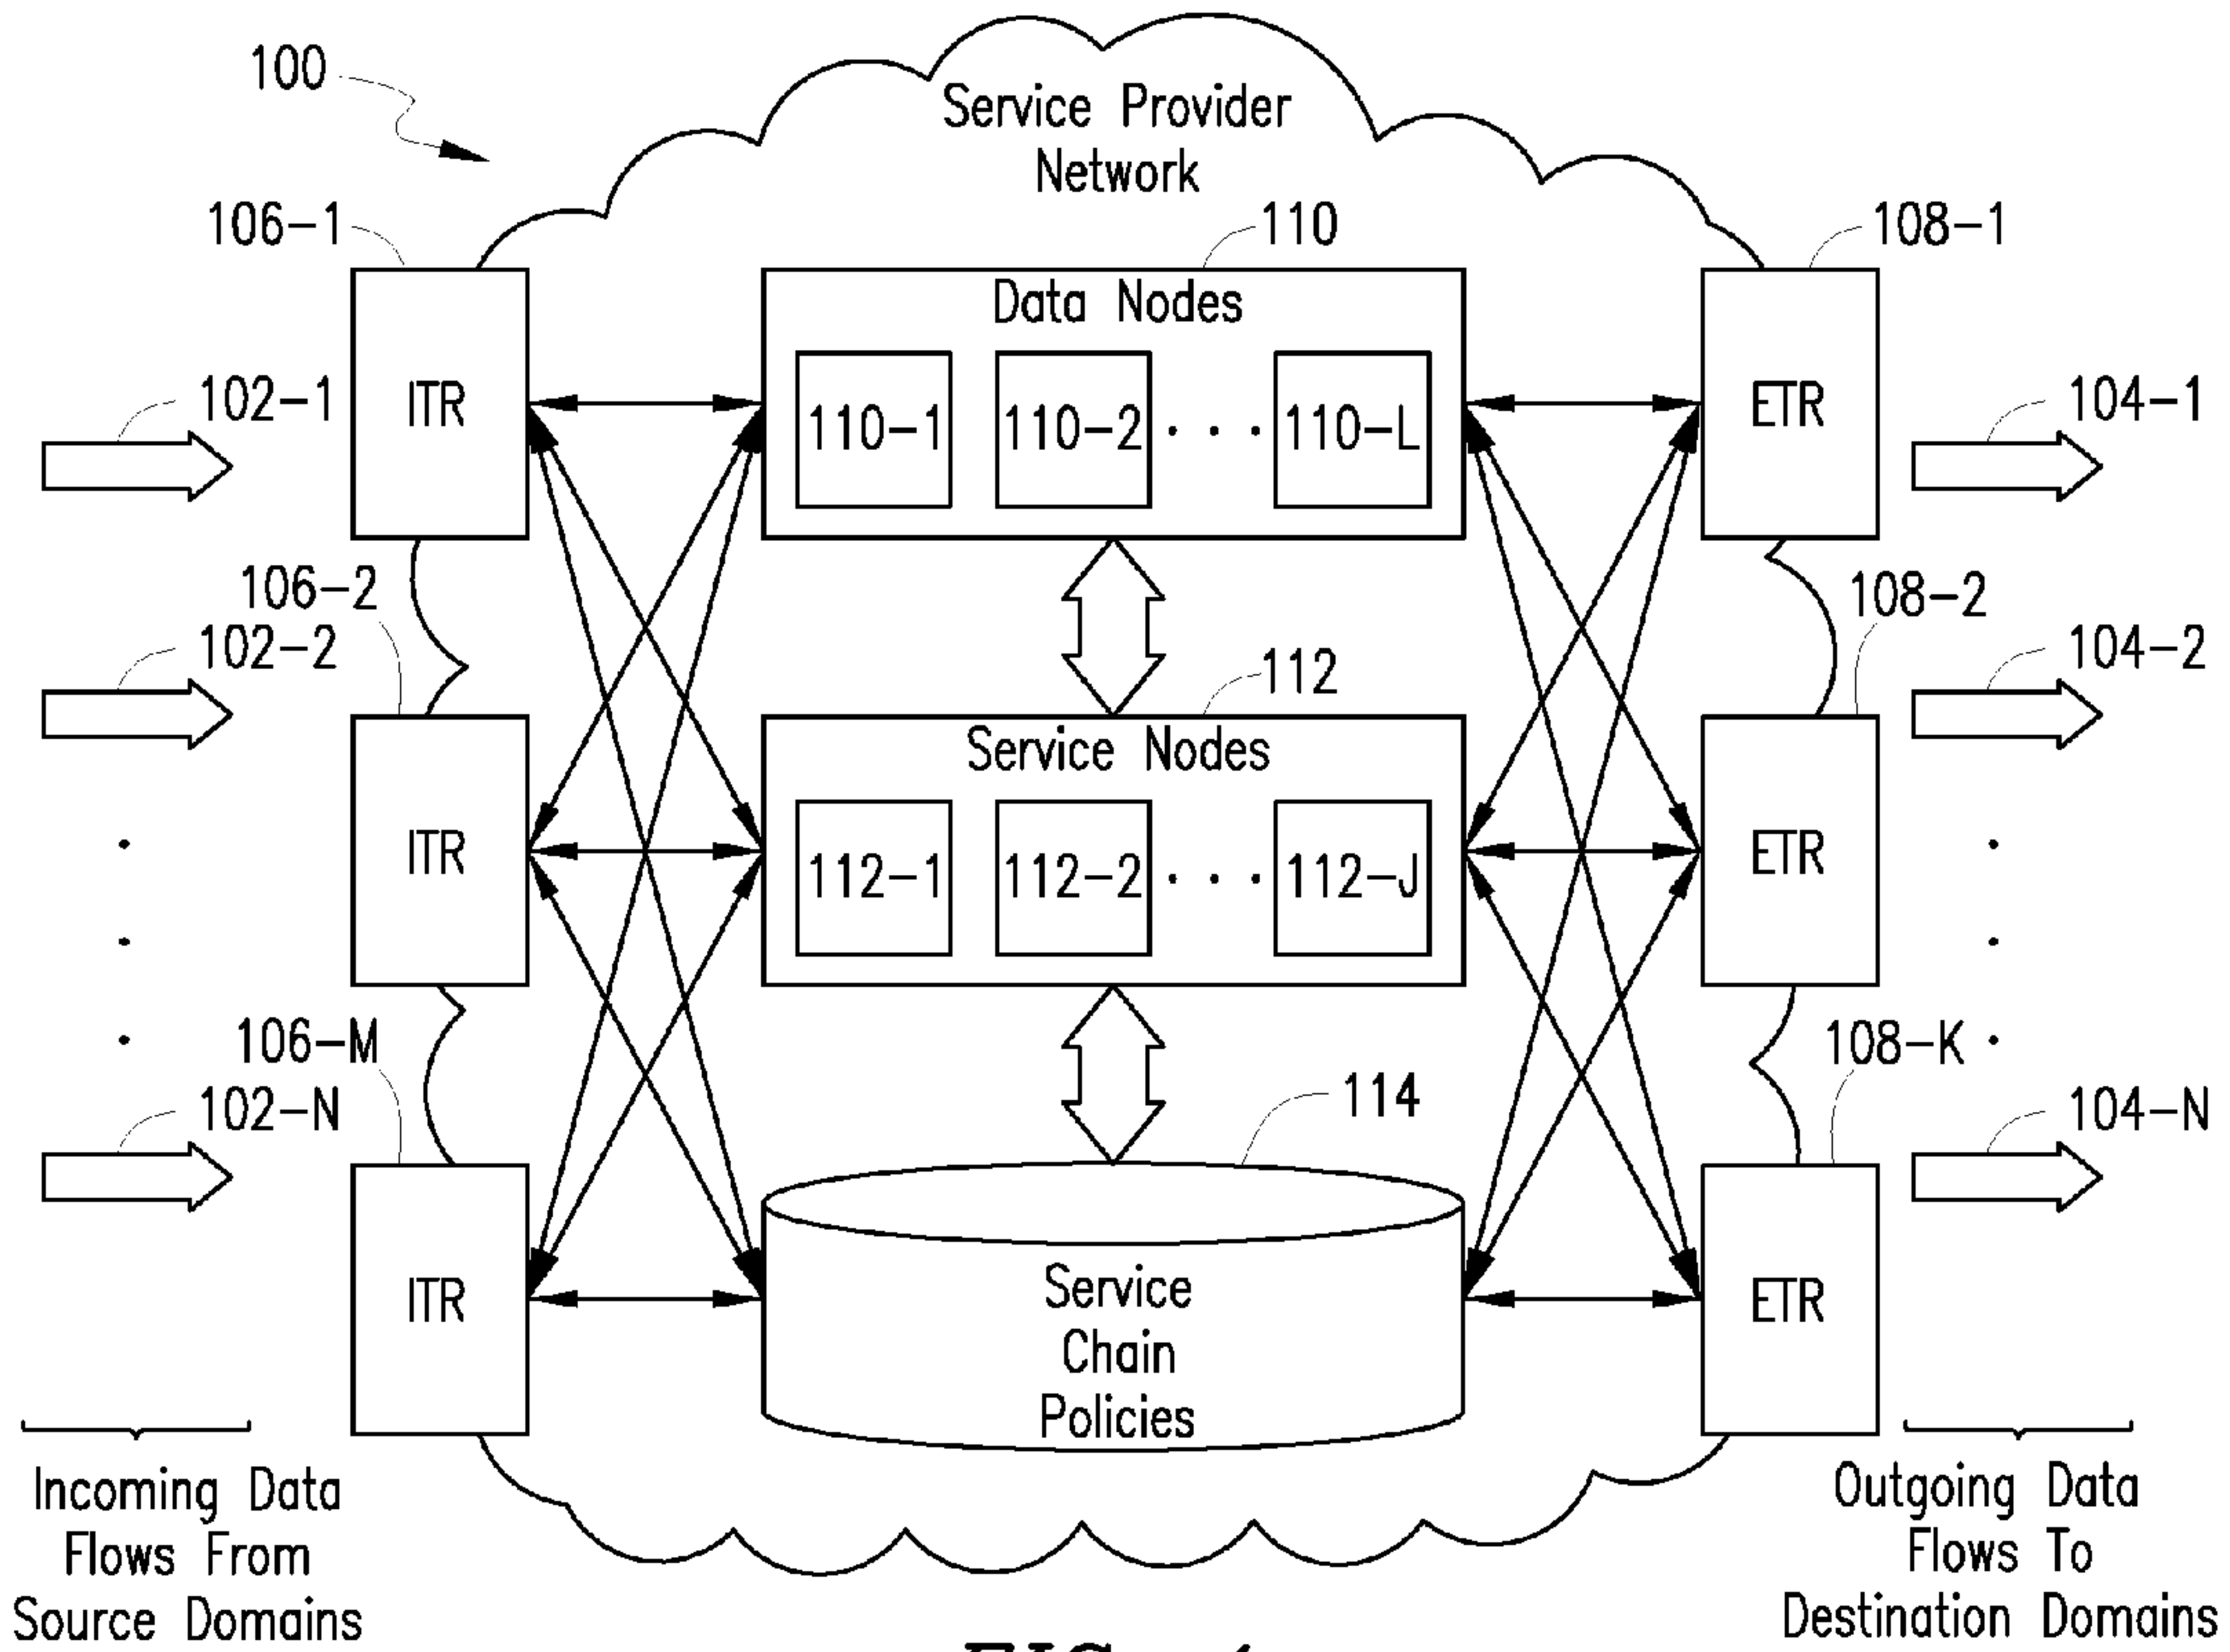 100
Service Provider
Network
106-1
110
108-1
Data Nodes
102-1
ITR
110-1
110-2
110-L
ETR
104-1
106-2
108-2
102-2
104-2
112
Service Nodes
ITR
112-1
112-2
112-J
ETR
106-M
108-K
102-N
114
104-N
ITR
Service
Chain
Policies
ETR
Incoming Data
Flows From
Source Domains
Outgoing Data
Flows To
Destination Domains